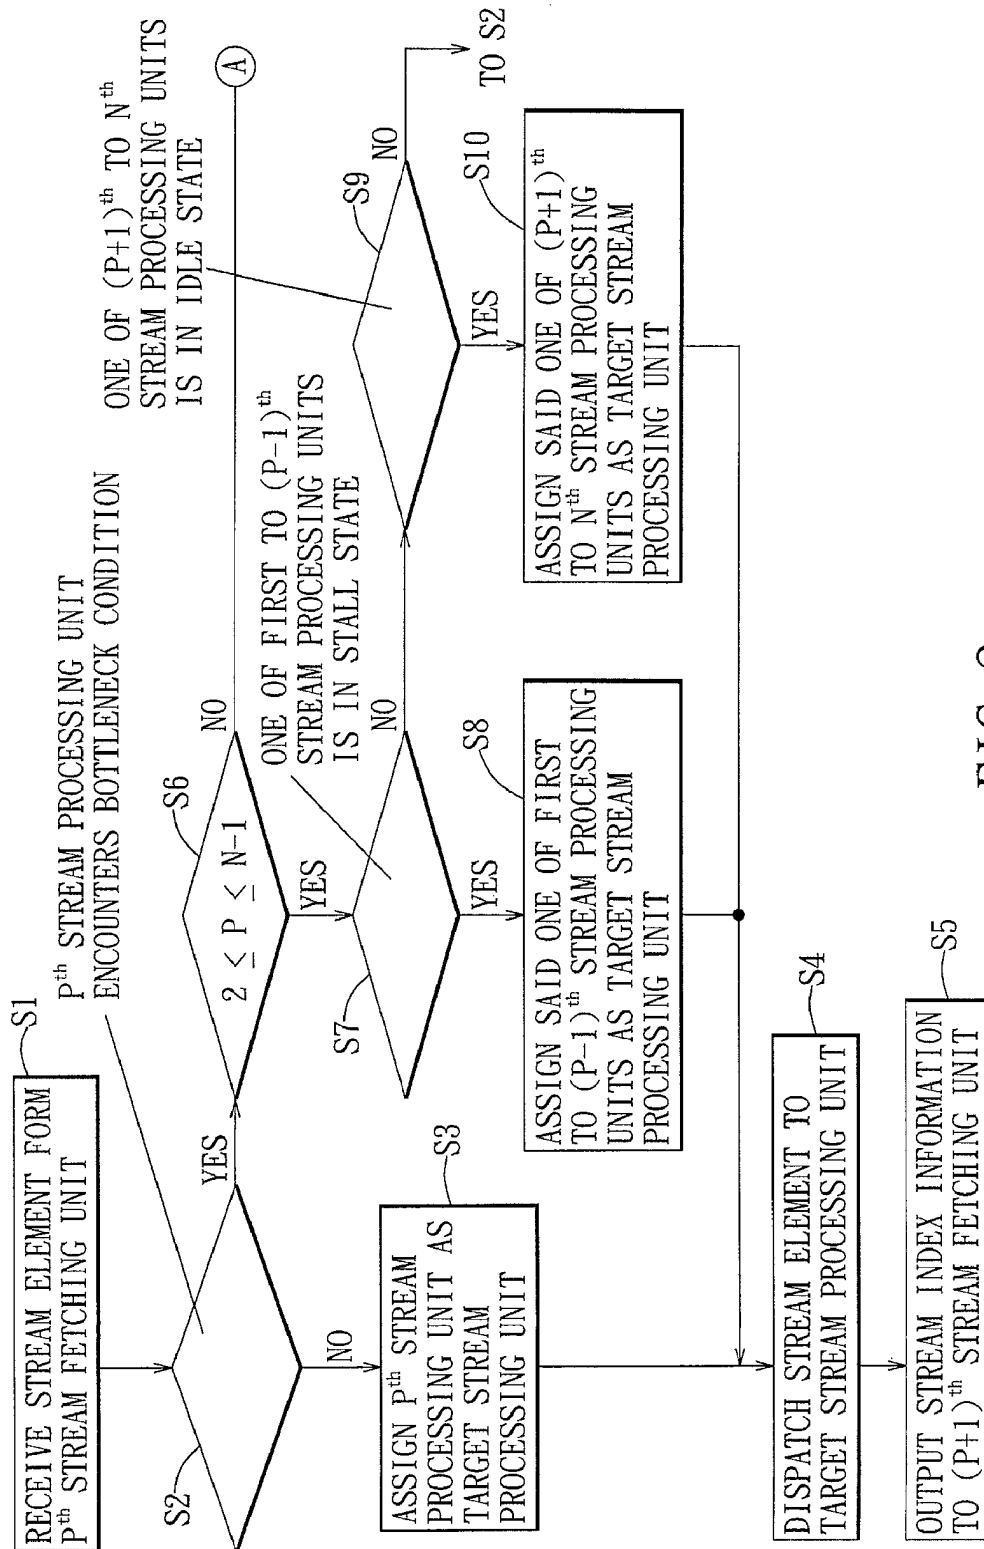 RECEIVE STREAM ELEMENT FORM
Pth STREAM FETCHING UNIT
S1
Pth STREAM PROCESSING UNIT
ENCOUNTERS BOTTLENECK CONDITION
S2
YES
NO
ASSIGN Pth STREAM
PROCESSING UNIT AS
TARGET STREAM
PROCESSING UNIT
S3
DISPATCH STREAM ELEMENT TO
TARGET STREAM PROCESSING UNIT
S4
OUTPUT STREAM INDEX INFORMATION
TO (P+1)th STREAM FETCHING UNIT
S5
2 ≤ P ≤ N-1
S6
NO
A
YES
ONE OF FIRST TO (P-1)th
STREAM PROCESSING UNITS
IS IN STALL STATE
S7
NO
YES
ASSIGN SAID ONE OF FIRST
TO (P-1)th STREAM PROCESSING
UNITS AS TARGET STREAM
PROCESSING UNIT
S8
ONE OF (P+1)th TO Nth
STREAM PROCESSING UNITS
IS IN IDLE STATE
S9
NO
TO S2
YES
ASSIGN SAID ONE OF (P+1)th
TO Nth STREAM PROCESSING
UNITS AS TARGET STREAM
PROCESSING UNIT
S10